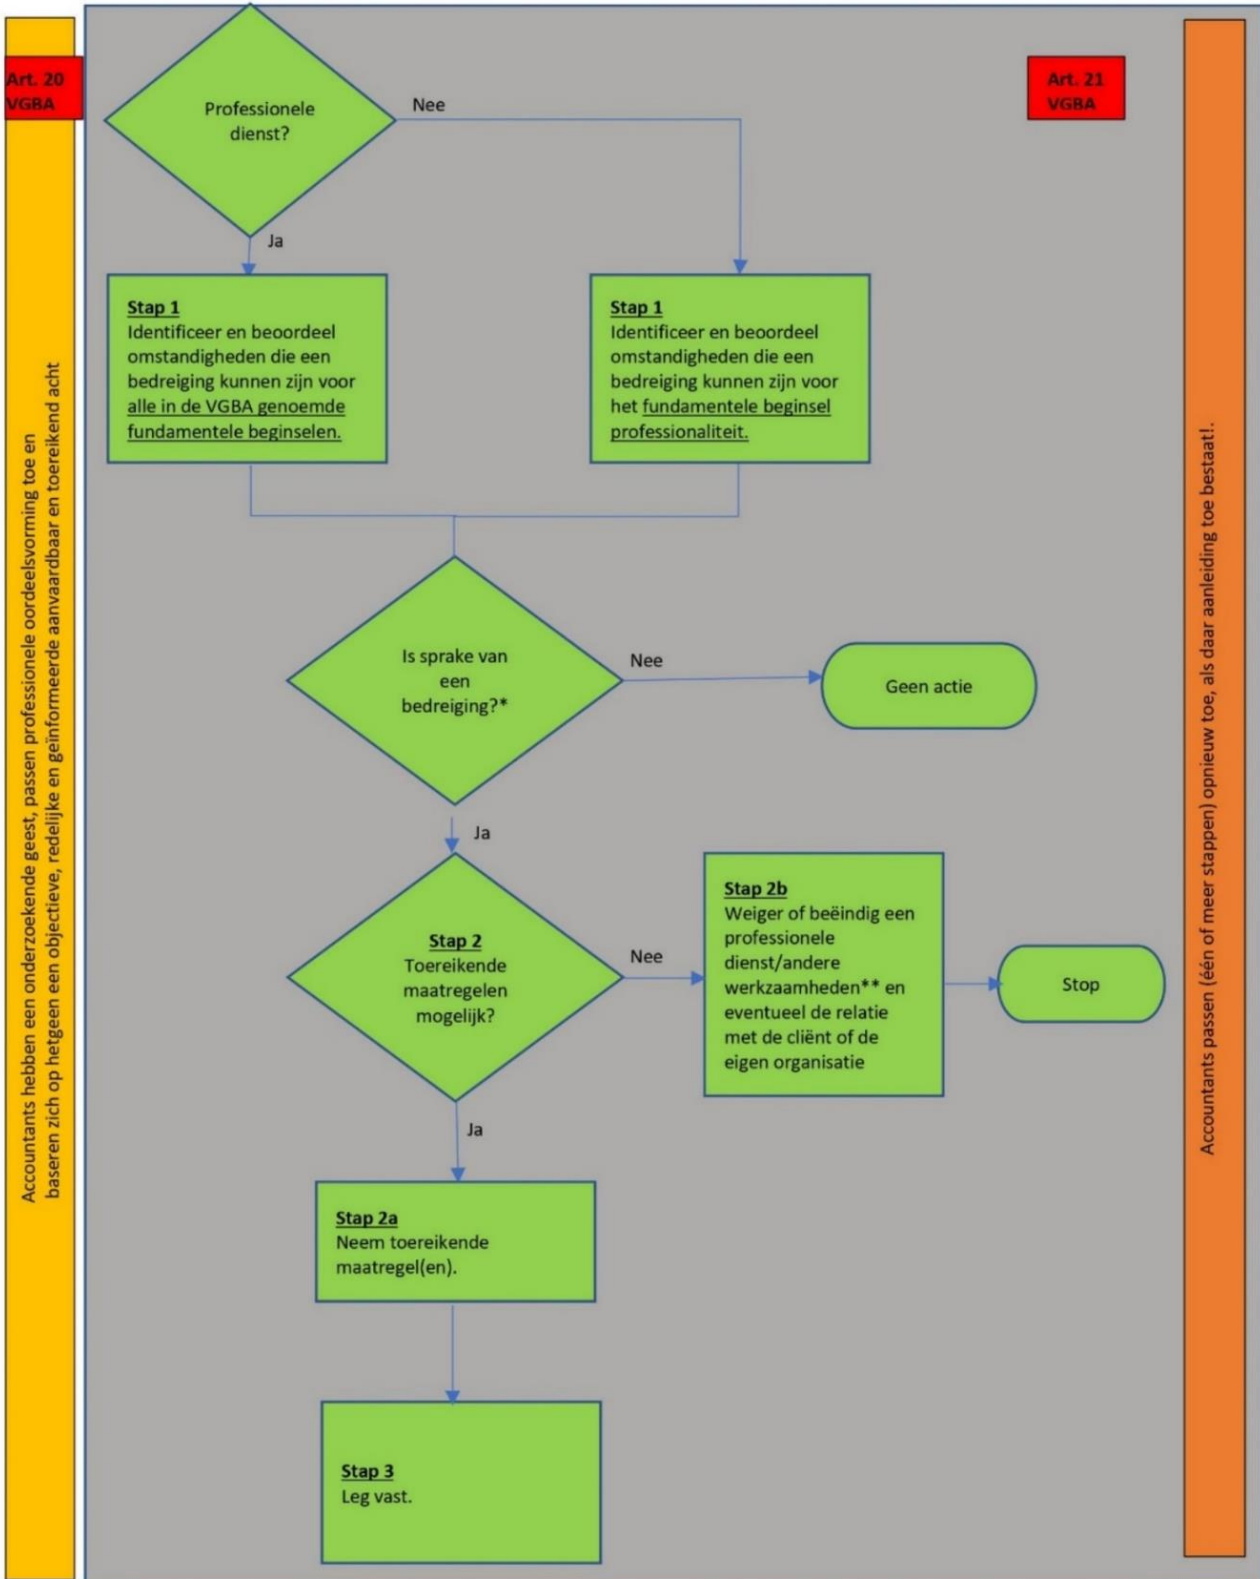 Art. 20
VGBA
Accountants hebben een onderzoekende geest, passen professionele oordeelsvorming toe en
baseren zich op hetgeen een objectieve, redelijke en geïnformeerde aanvaardbaar en toereikend acht
Professionele
dienst?
Nee
Ja
Art. 21
VGBA
Stap 1
Identificeer en beoordeel
omstandigheden die een
bedreiging kunnen zijn voor
alle in de VGBA genoemde
fundamentele beginselen.
Stap 1
Identificeer en beoordeel
omstandigheden die een
bedreiging kunnen zijn voor
het fundamentele beginsel
professionaliteit.
Is sprake van
een
bedreiging?*
Nee
Geen actie
Ja
Stap 2
Toereikende
maatregelen
mogelijk?
Nee
Stap 2b
Weiger of beëindig een
professionele
dienst/andere
werkzaamheden** en
eventueel de relatie
met de cliënt of de
eigen organisatie
Stop
Ja
Stap 2a
Neem toereikende
maatregel(en).
Stap 3
Leg vast.
Accountants passen (één of meer stappen) opnieuw toe, als daar aanleiding toe bestaat!.